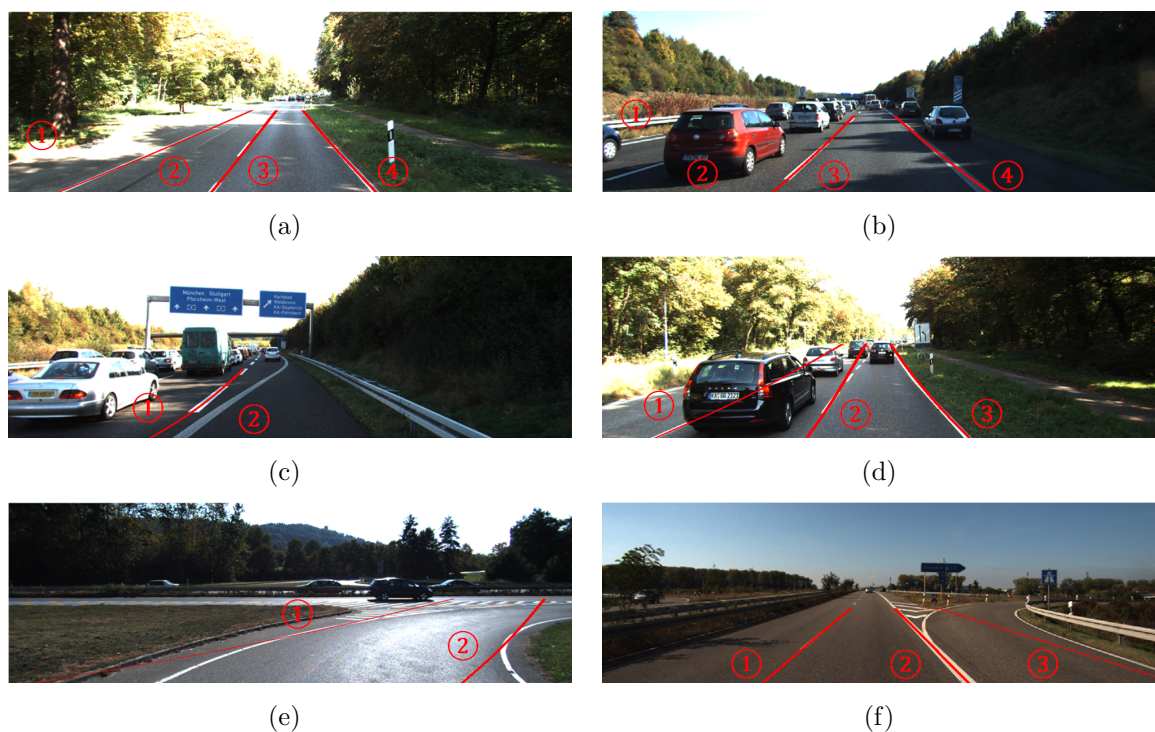 ① ② ③ ④
(a)
① ② ③ ④
(b)
München Stuttgart
Pforzheim-West
Karlsbad
① ②
(c)
① ② ③
(d)
① ②
(e)
① ② ③
(f)